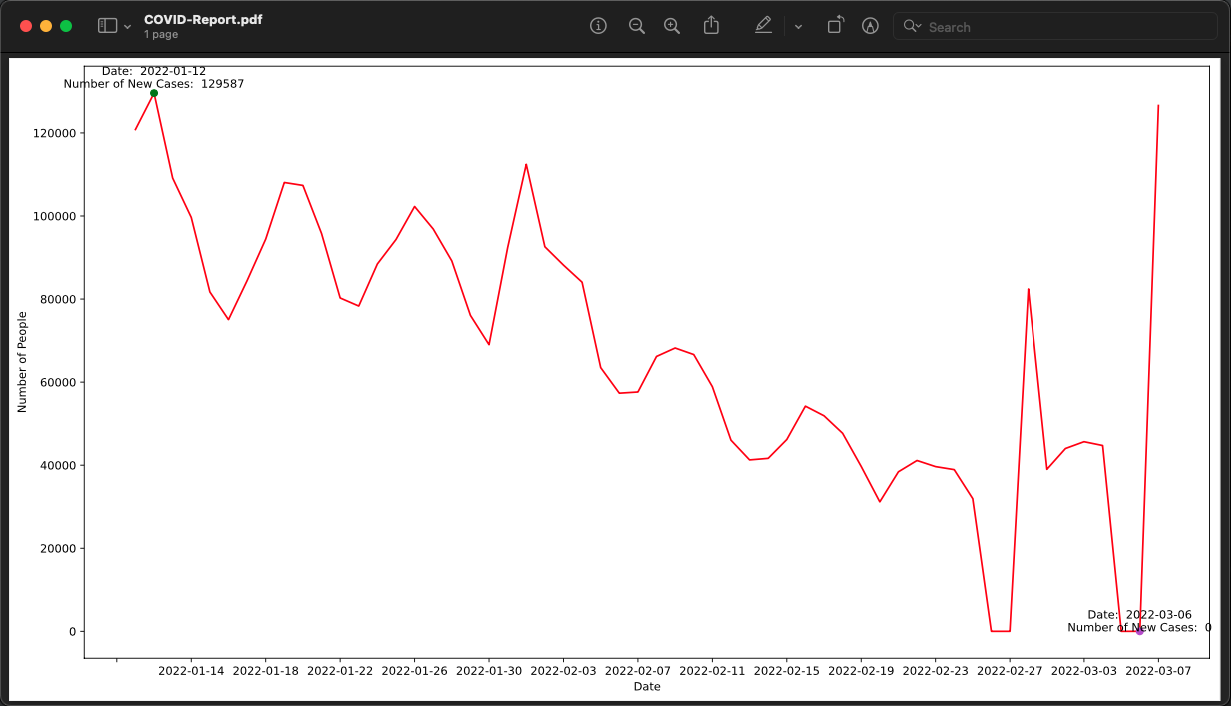 COVID-Report.pdf
1 page
Search
Date: 2022-01-12
Number of New Cases: 129587
120000
100000
80000
60000
40000
20000
0
Number of People
Date: 2022-03-06
Number of New Cases: 0
2022-01-14 2022-01-18 2022-01-22 2022-01-26 2022-01-30 2022-02-03 2022-02-07 2022-02-11 2022-02-15 2022-02-19 2022-02-23 2022-02-27 2022-03-03 2022-03-07
Date